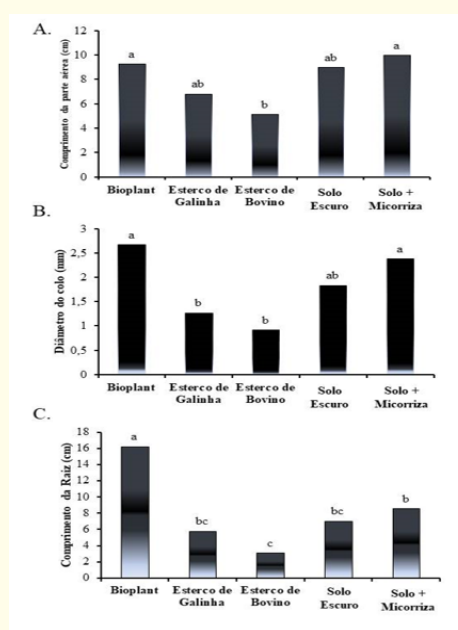 A.
Comprimento da parte aérea (cm)
12
10
8
6
4
2
0
a
ab
b
ab
a
Bioplant
Esterco de Galinha
Esterco de Bovino
Solo Escuro
Solo + Micorriza
B.
Diâmetro do colo (mm)
3
2,5
2
1,5
1
0,5
0
a
b
b
ab
a
Bioplant
Esterco de Galinha
Esterco de Bovino
Solo Escuro
Solo + Micorriza
C.
Comprimento da Raiz (cm)
18
16
14
12
10
8
6
4
2
0
a
bc
c
bc
b
Bioplant
Esterco de Galinha
Esterco de Bovino
Solo Escuro
Solo + Micorriza